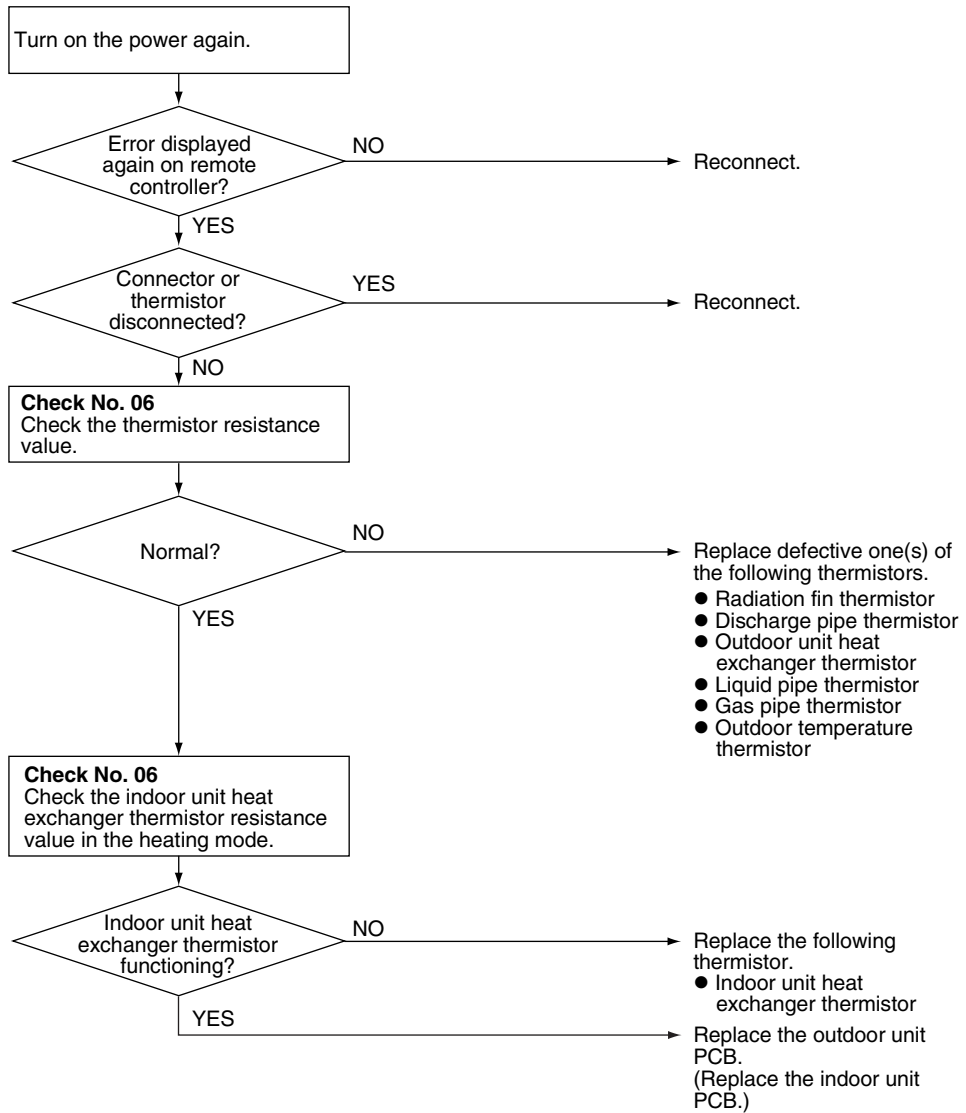 Turn on the power again.
Error displayed
again on remote
controller?
NO
Reconnect.
YES
Connector or
thermistor
disconnected?
YES
Reconnect.
NO
Check No. 06
Check the thermistor resistance
value.
Normal?
NO
Replace defective one(s) of
the following thermistors.
● Radiation fin thermistor
● Discharge pipe thermistor
● Outdoor unit heat
exchanger thermistor
● Liquid pipe thermistor
● Gas pipe thermistor
● Outdoor temperature
thermistor
YES
Check No. 06
Check the indoor unit heat
exchanger thermistor resistance
value in the heating mode.
Indoor unit heat
exchanger thermistor
functioning?
NO
Replace the following
thermistor.
● Indoor unit heat
exchanger thermistor
YES
Replace the outdoor unit
PCB.
(Replace the indoor unit
PCB.)